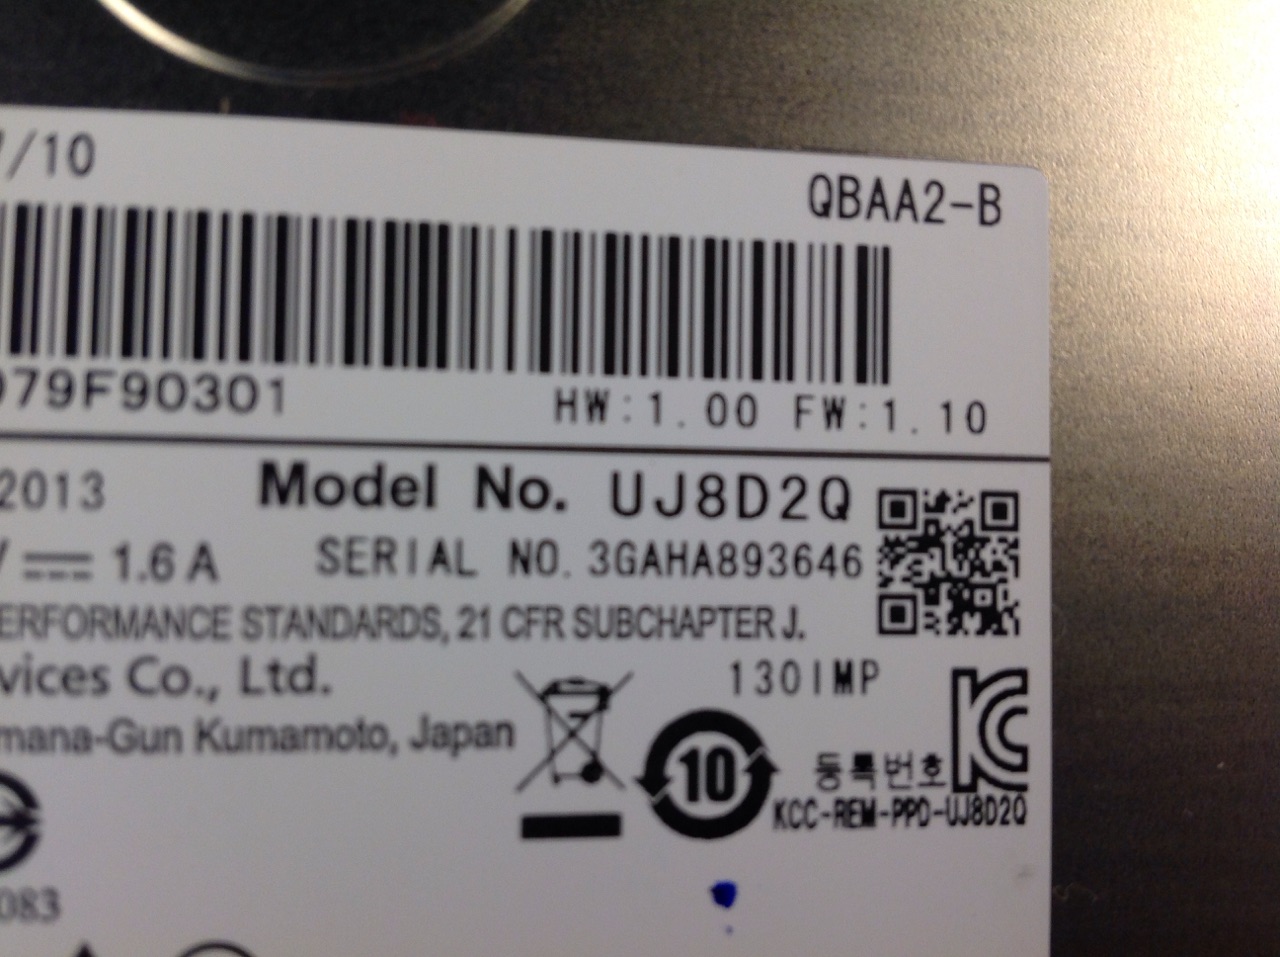 /10
QBAA2-B
079F90301
HW:1.00 FW:1.10
2013
Model No. UJ8D2Q
1.6 A
SERIAL NO. 3GAHA893646
ERFORMANCE STANDARDS, 21 CFR SUBCHAPTER J.
vices Co., Ltd.
130IMP
mana-Gun Kumamoto, Japan
10
등록번호
KCC-REM-PPD-UJ8D2Q
083